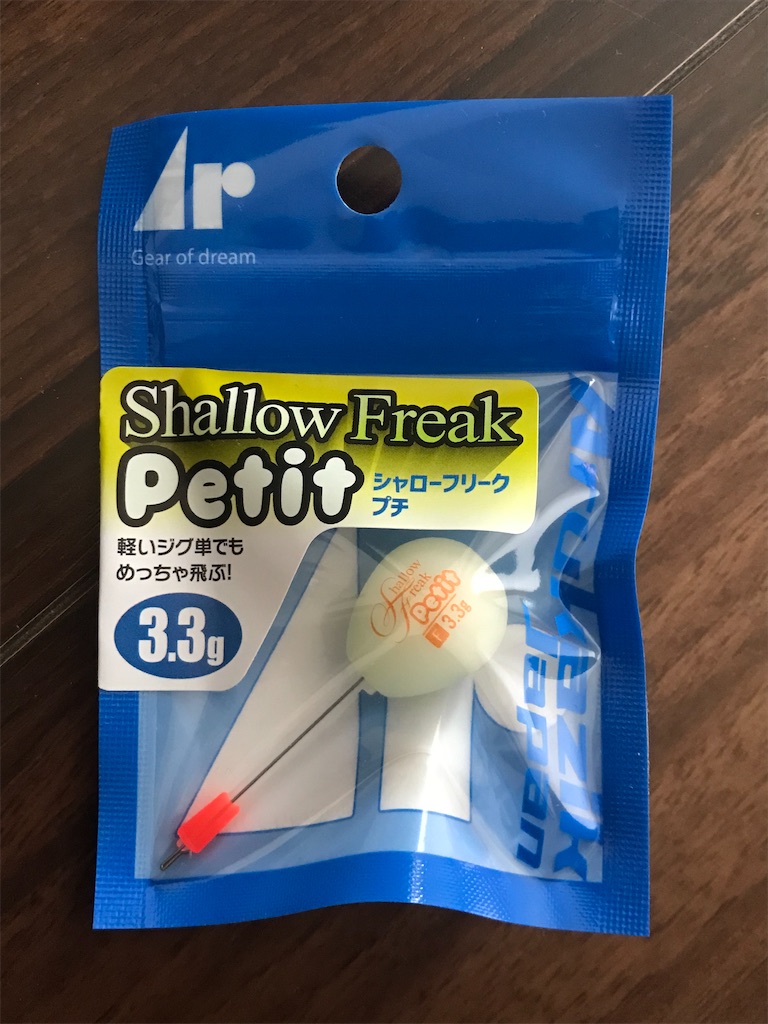 Ar
Gear of dream
Shallow Freak
Petit
シャローフリーク
プチ
軽いジグ単でも
めっちゃ飛ぶ!
3.3g
Shallow
Freak
Petit
F 3.3g
Arukazik
Japan